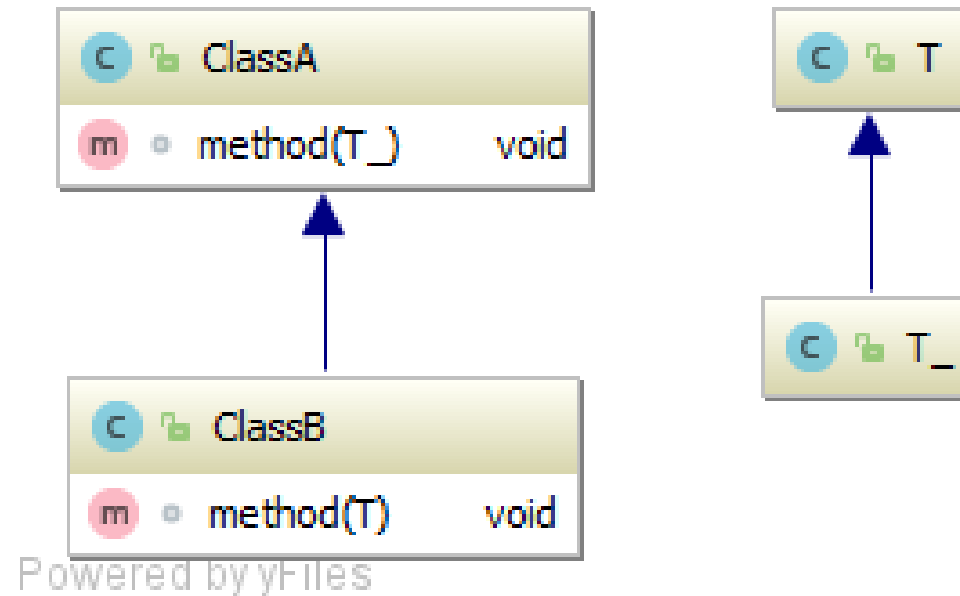 C ClassA
m method(T_) void
C ClassB
m method(T) void
C T
C T_
Powered by yFiles